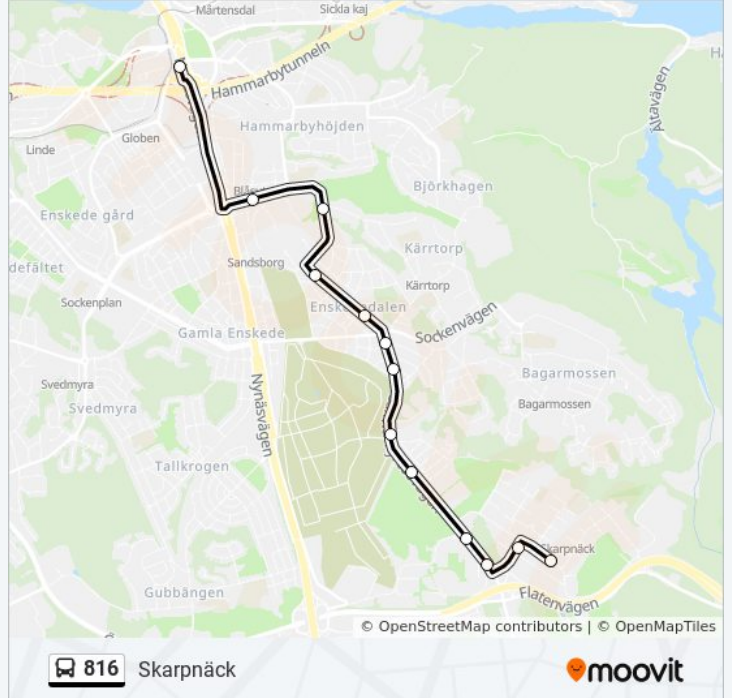 Mårtensdal
Sickla kaj
Hammarbytunneln
Ältavägen
Hammarbyhöjden
Globen
Linde
Björkhagen
Enskede gård
Kärrtorp
Sandsborg
Kärrtorp
Sockenplan
Sockenvägen
Gamla Enskede
Bagarmossen
Svedmyra
Bagarmossen
Svedmyra
Nynäsvägen
Tallkrogen
Skarpnäck
Gubbängen
Flatenvägen
© OpenStreetMap contributors | © OpenMapTiles
816 Skarpnäck
moovit